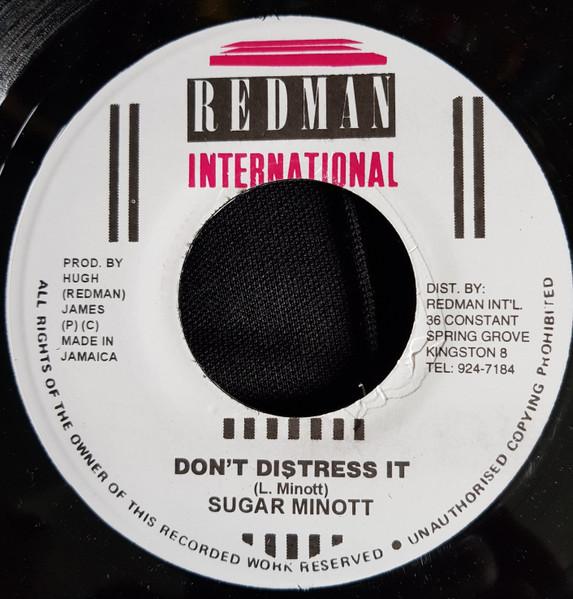 REDMAN
INTERNATIONAL
PROD. BY
HUGH
(REDMAN)
JAMES
(P) (C)
MADE IN
JAMAICA
DIST. BY:
REDMAN INT'L.
36 CONSTANT
SPRING GROVE
KINGSTON 8
TEL: 924-7184
DON'T DISTRESS IT
(L. Minott)
SUGAR MINOTT
ALL RIGHTS OF THE OWNER OF THIS RECORDED WORK RESERVED ● UNAUTHORISED COPYING PROHIBITED